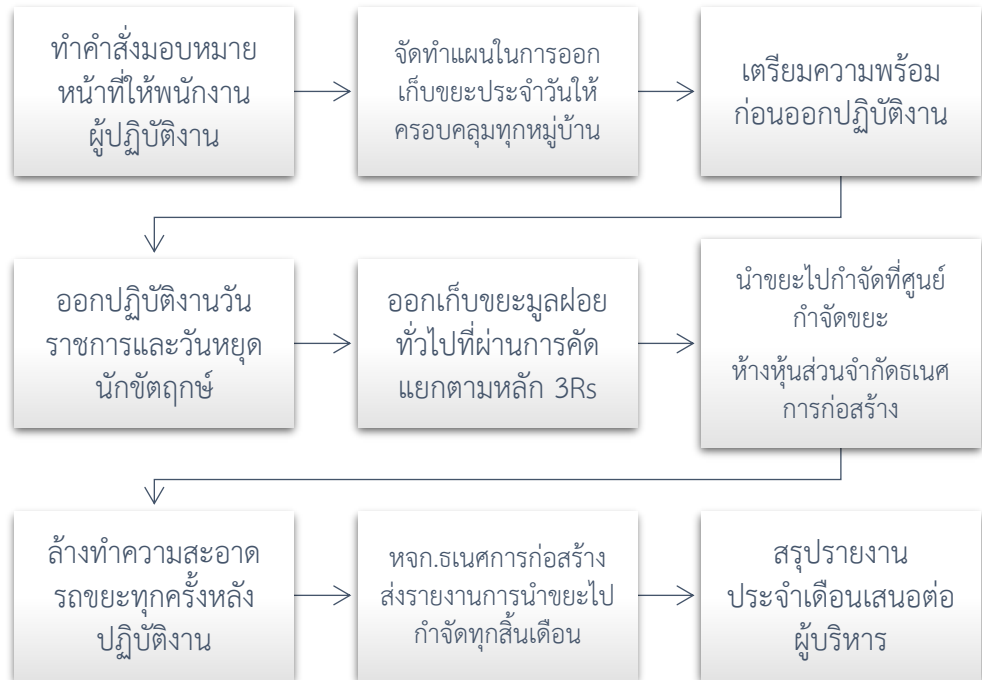 ทำคำสั่งมอบหมาย
หน้าที่ให้พนักงาน
ผู้ปฏิบัติงาน
จัดทำแผนในการออก
เก็บขยะประจำวันให้
ครอบคลุมทุกหมู่บ้าน
เตรียมความพร้อม
ก่อนออกปฏิบัติงาน
ออกปฏิบัติงานวัน
ราชการและวันหยุด
นักขัตฤกษ์
ออกเก็บขยะมูลฝอย
ทั่วไปที่ผ่านการคัด
แยกตามหลัก 3Rs
นำขยะไปกำจัดที่ศูนย์
กำจัดขยะ
ห้างหุ้นส่วนจำกัดธเนศ
การก่อสร้าง
ล้างทำความสะอาด
รถขยะทุกครั้งหลัง
ปฏิบัติงาน
หจก.ธเนศการก่อสร้าง
ส่งรายงานการนำขยะไป
กำจัดทุกสิ้นเดือน
สรุปรายงาน
ประจำเดือนเสนอต่อ
ผู้บริหาร